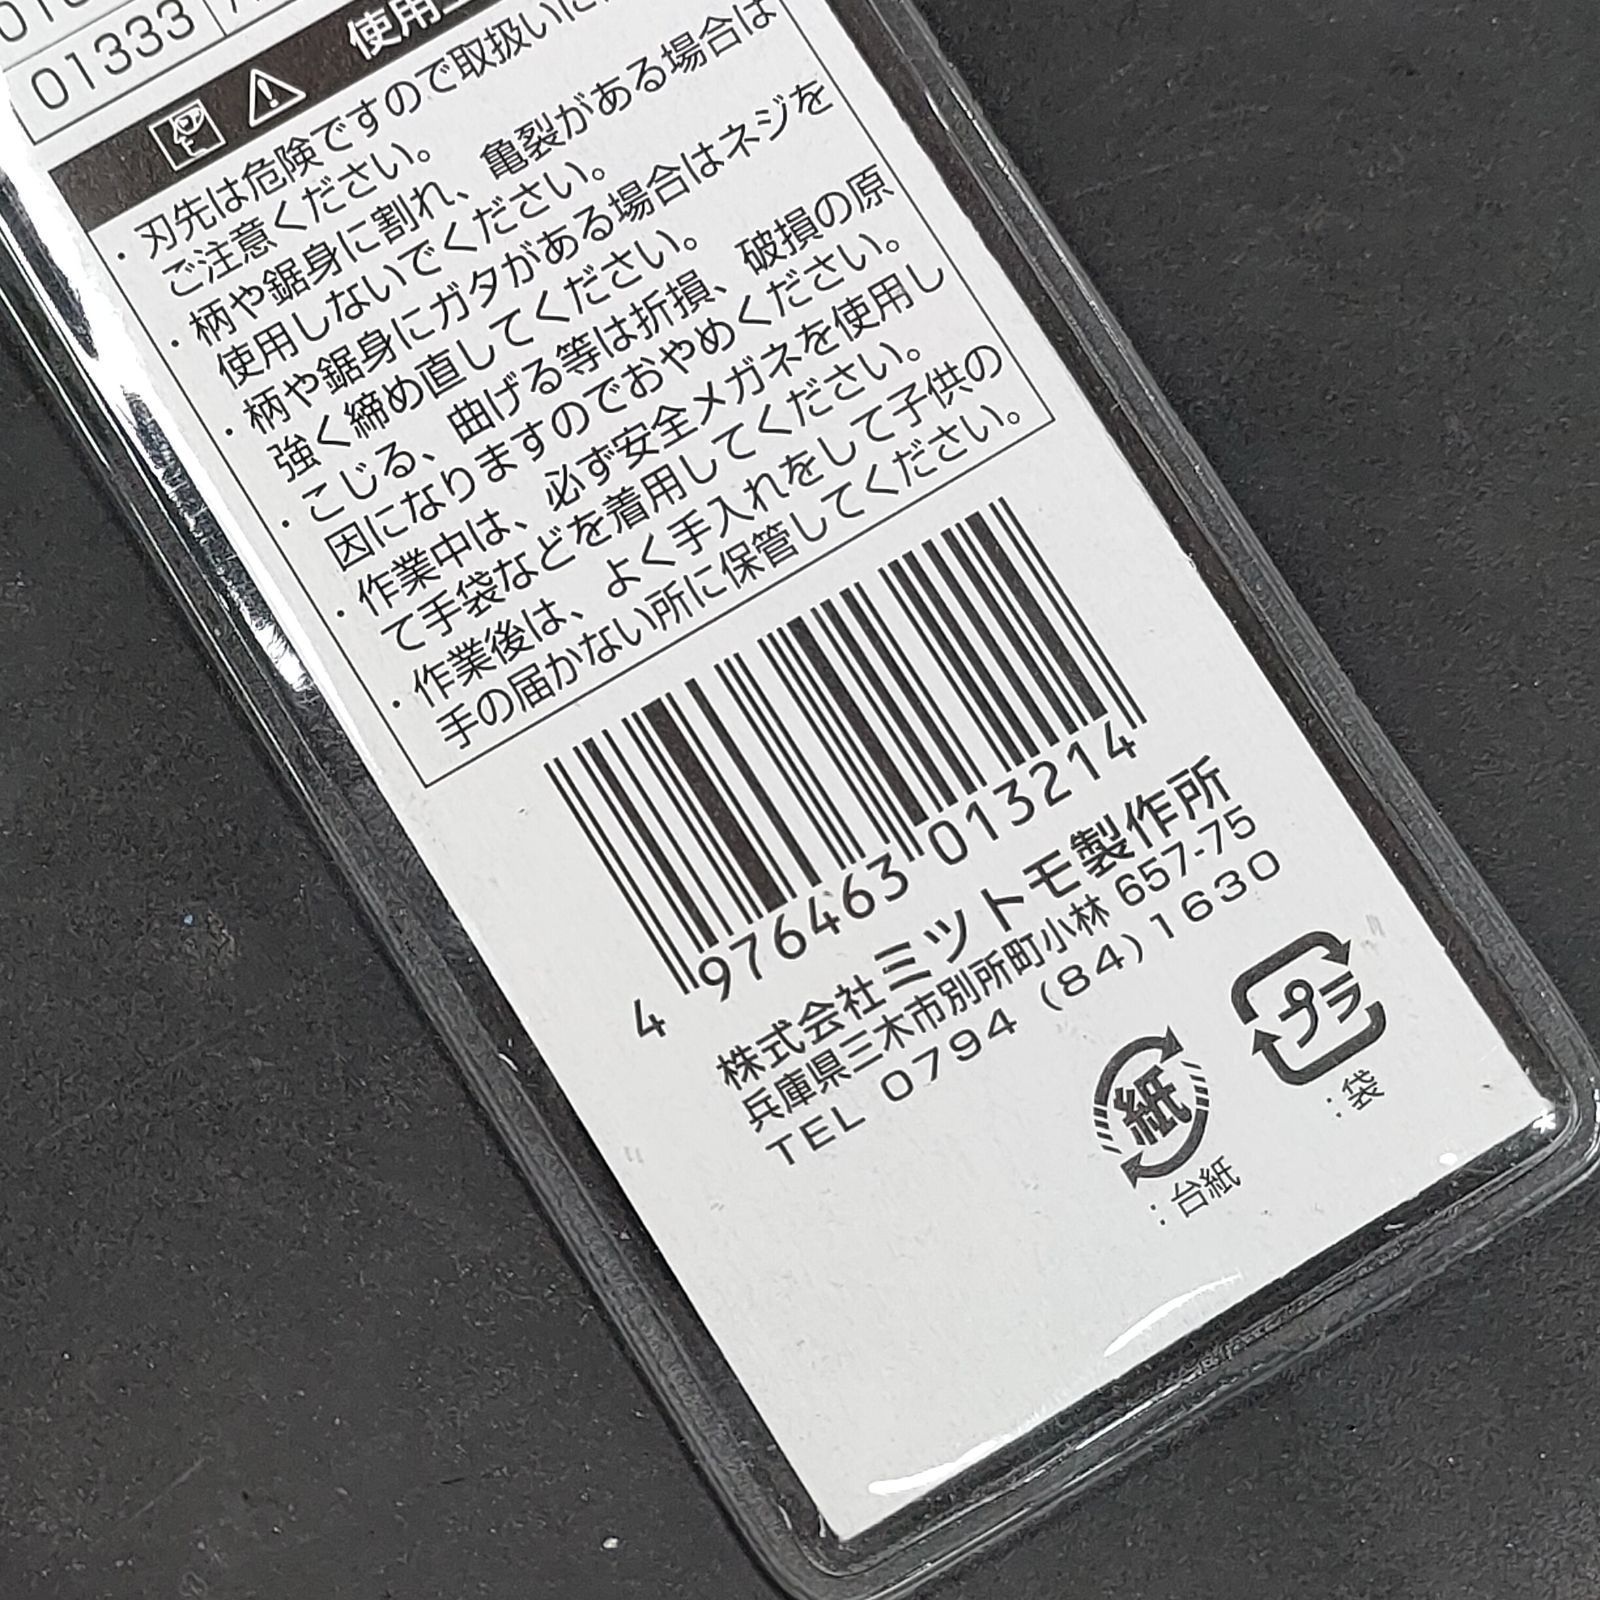 01333
使用上
・刃先は危険ですので取扱いに
ご注意ください。
・柄や鋸身に割れ、亀裂がある場合は
使用しないでください。
・柄や鋸身にガタがある場合はネジを
強く締め直してください。
・こじる、曲げる等は折損、破損の原
因になりますのでおやめください。
・作業中は、必ず安全メガネを使用し
て手袋などを着用してください。
・作業後は、よく手入れをして子供の
手の届かない所に保管してください。
4 976463 013214
株式会社ミツトモ製作所
兵庫県三木市別所町小林 657-75
TEL 0794 (84) 1630
プラ
:袋
紙
:台紙